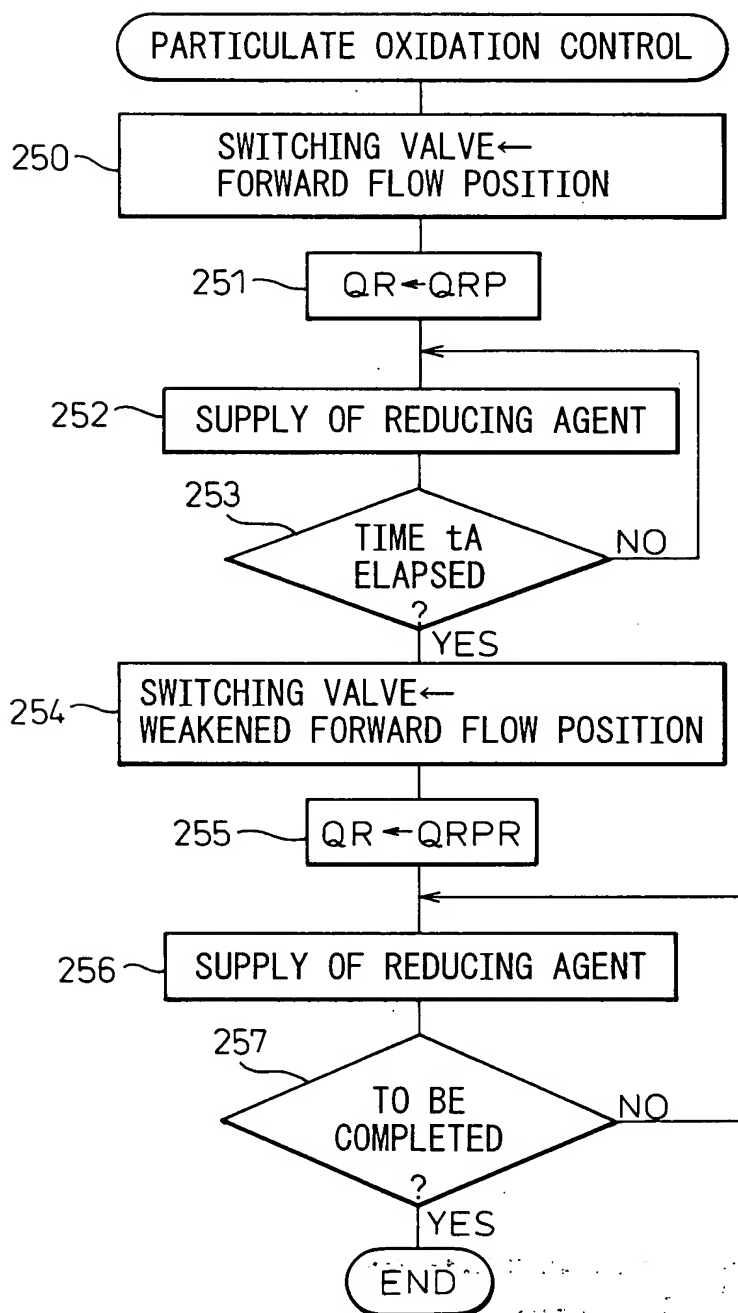 PARTICULATE OXIDATION CONTROL
250
SWITCHING VALVE←
FORWARD FLOW POSITION
251
QR←QRP
252
SUPPLY OF REDUCING AGENT
253
TIME tA
ELAPSED
?
NO
YES
254
SWITCHING VALVE←
WEAKENED FORWARD FLOW POSITION
255
QR←QRPR
256
SUPPLY OF REDUCING AGENT
257
TO BE
COMPLETED
?
NO
YES
END